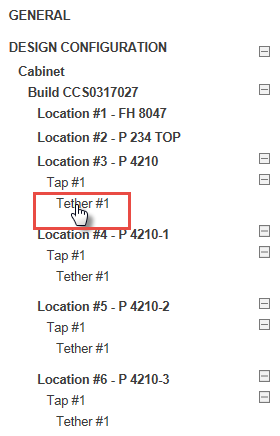 GENERAL
DESIGN CONFIGURATION
Cabinet
Build CCS0317027
Location #1 - FH 8047
Location #2 - P 234 TOP
Location #3 - P 4210
Tap #1
Tether #1
Location #4 - P 4210-1
Tap #1
Tether #1
Location #5 - P 4210-2
Tap #1
Tether #1
Location #6 - P 4210-3
Tap #1
Tether #1